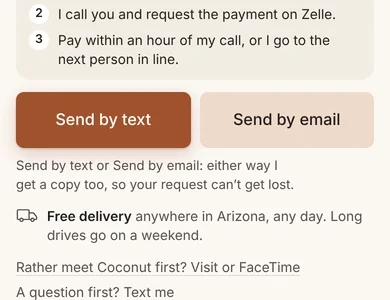 2 I call you and request the payment on Zelle.
3 Pay within an hour of my call, or I go to the
next person in line.
Send by text
Send by email
Send by text or Send by email: either way I
get a copy too, so your request can’t get lost.
Free delivery anywhere in Arizona, any day. Long
drives go on a weekend.
Rather meet Coconut first? Visit or FaceTime
A question first? Text me